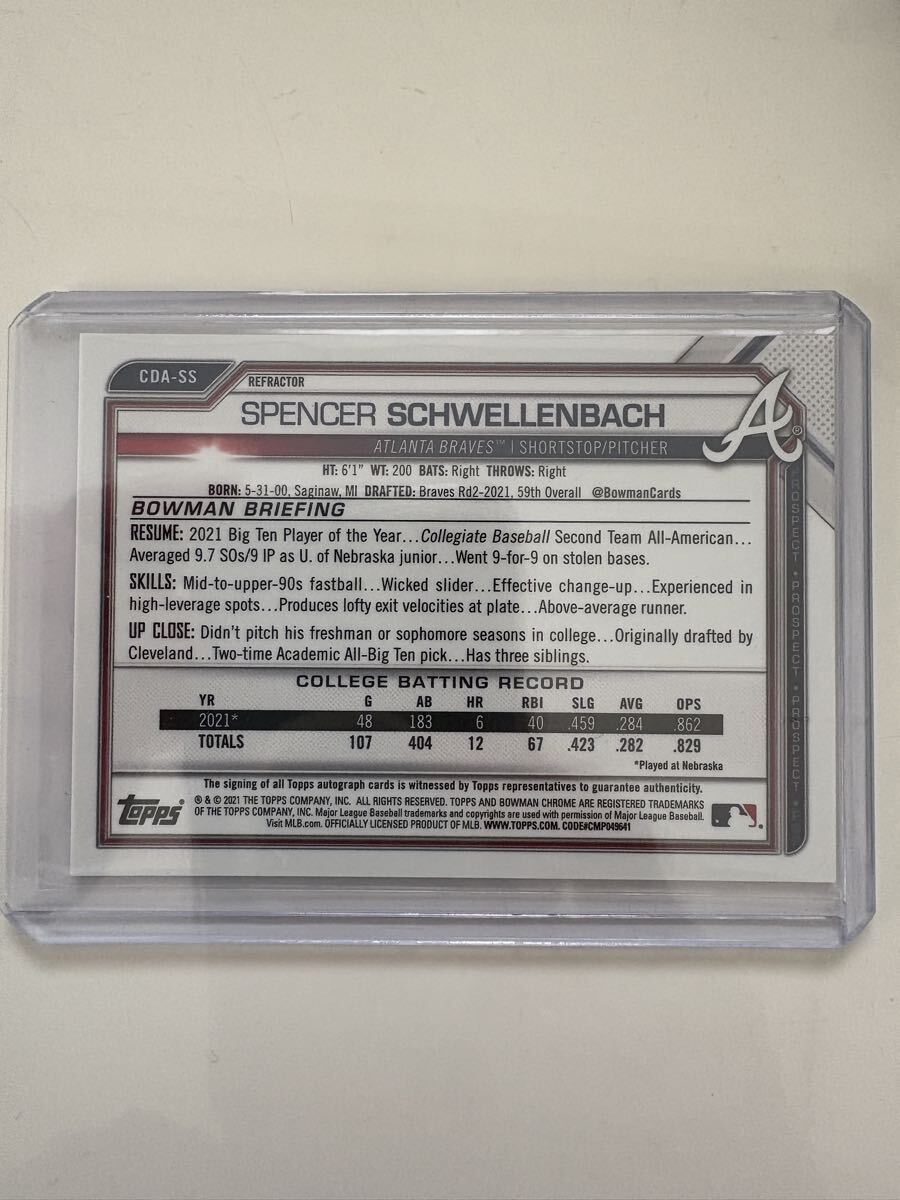 CDA-SS
REFRACTOR
SPENCER SCHWELLENBACH
ATLANTA BRAVES™ | SHORTSTOP/PITCHER
A®
HT: 6'1" WT: 200 BATS: Right THROWS: Right
BORN: 5-31-00, Saginaw, MI DRAFTED: Braves Rd2-2021, 59th Overall @BowmanCards
BOWMAN BRIEFING
RESUME: 2021 Big Ten Player of the Year...Collegiate Baseball Second Team All-American...
Averaged 9.7 SOs/9 IP as U. of Nebraska junior...Went 9-for-9 on stolen bases.
SKILLS: Mid-to-upper-90s fastball...Wicked slider...Effective change-up...Experienced in
high-leverage spots...Produces lofty exit velocities at plate...Above-average runner.
UP CLOSE: Didn't pitch his freshman or sophomore seasons in college...Originally drafted by
Cleveland...Two-time Academic All-Big Ten pick...Has three siblings.
COLLEGE BATTING RECORD
YR G AB HR RBI SLG AVG OPS
2021* 48 183 6 40 .459 .284 .862
TOTALS 107 404 12 67 .423 .282 .829
*Played at Nebraska
The signing of all Topps autograph cards is witnessed by Topps representatives to guarantee authenticity.
topps
® & © 2021 THE TOPPS COMPANY, INC. ALL RIGHTS RESERVED. TOPPS AND BOWMAN CHROME ARE REGISTERED TRADEMARKS
OF THE TOPPS COMPANY, INC. Major League Baseball trademarks and copyrights are used with permission of Major League Baseball.
Visit MLB.com. OFFICIALLY LICENSED PRODUCT OF MLB. WWW.TOPPS.COM. CODE#CMP049641
PROSPECT • PROSPECT • PROSPECT • P